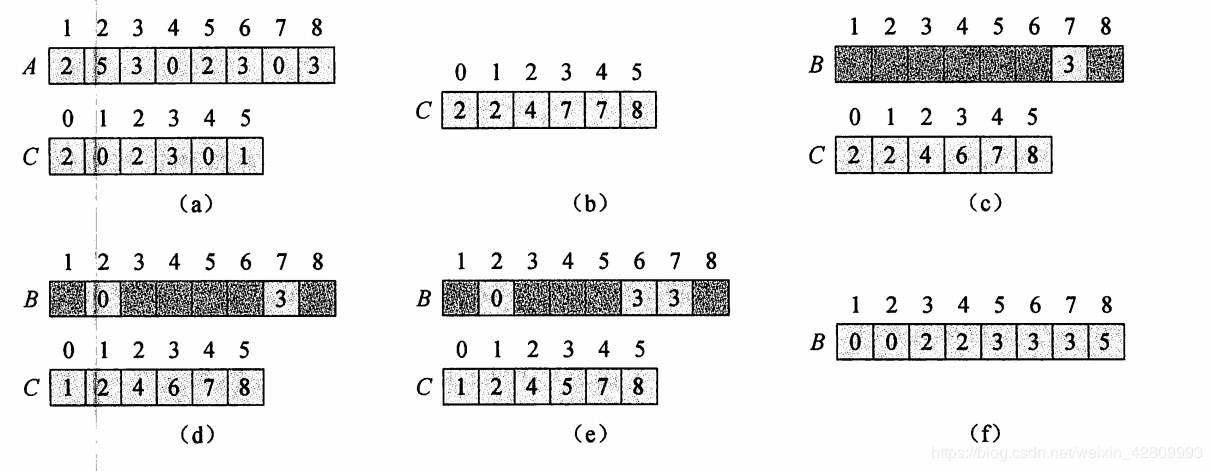 1 2 3 4 5 6 7 8
A 2 5 3 0 2 3 0 3
0 1 2 3 4 5
C 2 0 2 3 0 1
(a)
0 1 2 3 4 5
C 2 2 4 7 7 8
(b)
1 2 3 4 5 6 7 8
B 3
0 1 2 3 4 5
C 2 2 4 6 7 8
(c)
1 2 3 4 5 6 7 8
B 0 3
0 1 2 3 4 5
C 1 2 4 6 7 8
(d)
1 2 3 4 5 6 7 8
B 0 3 3
0 1 2 3 4 5
C 1 2 4 5 7 8
(e)
1 2 3 4 5 6 7 8
B 0 0 2 2 3 3 3 5
(f)
https://blog.csdn.net/weixin_42809993